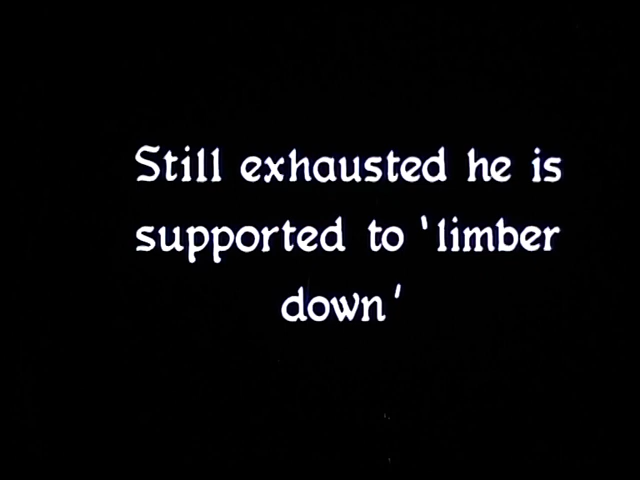 Still exhausted he is
supported to 'limber
down'